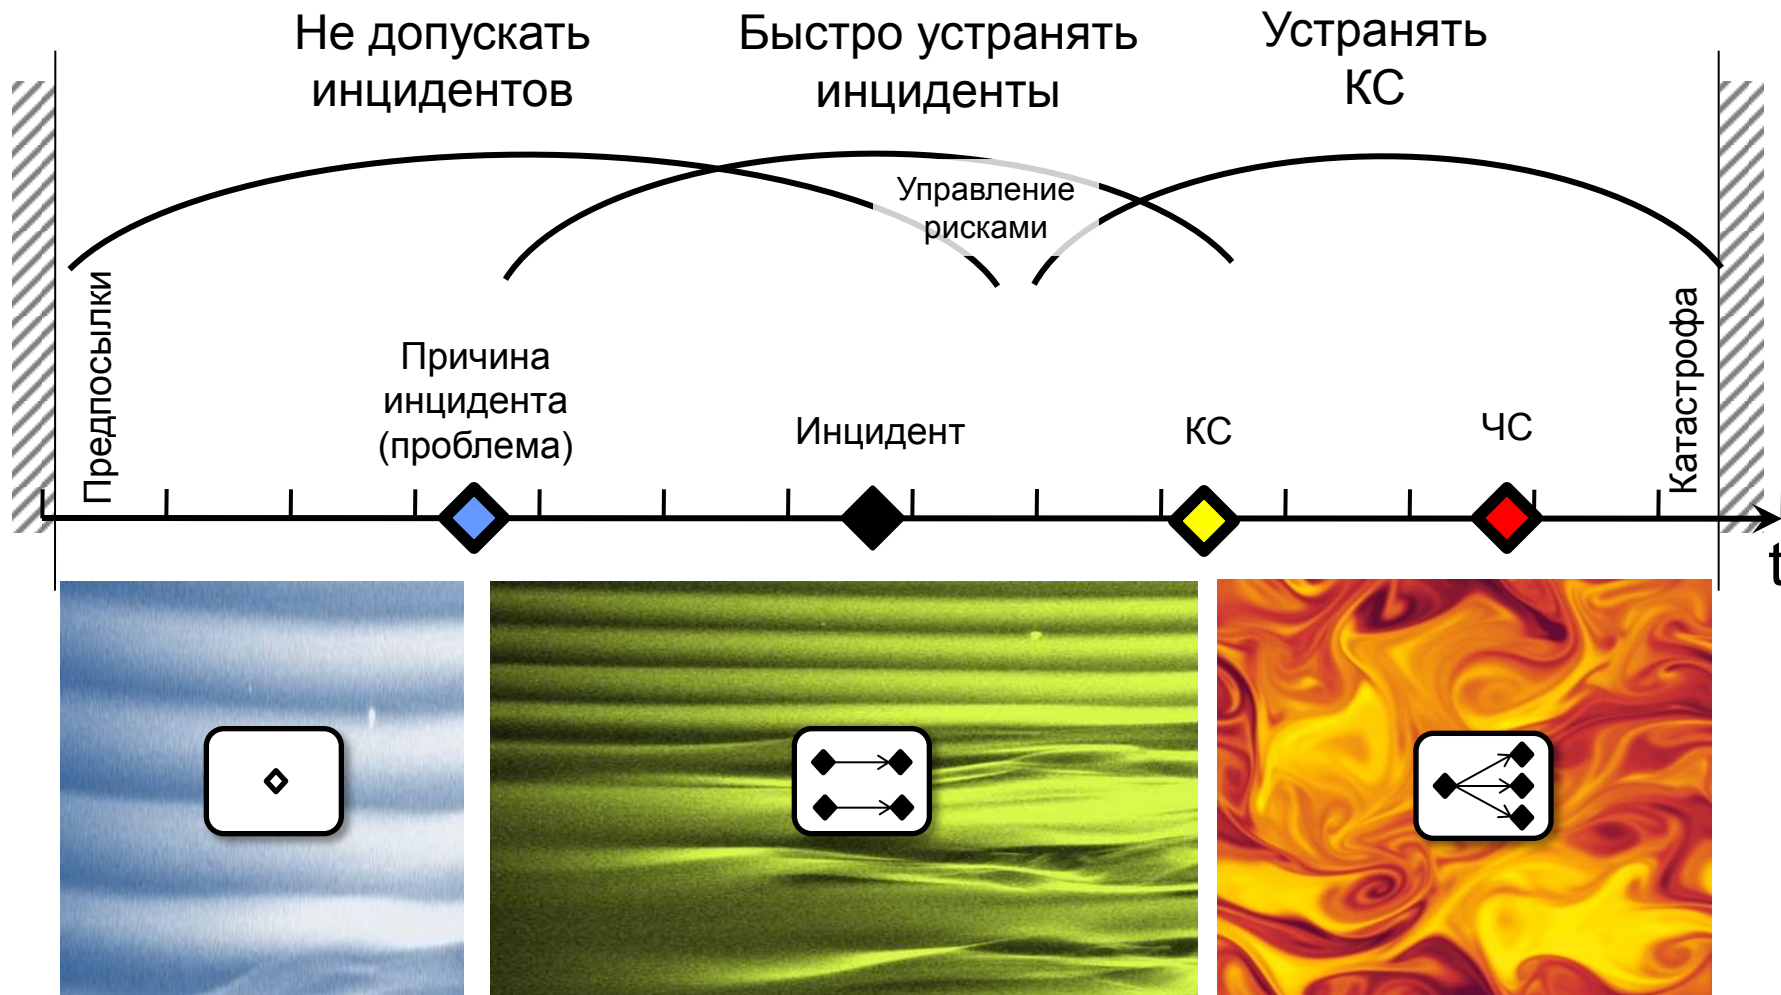 Не допускать
инцидентов
Быстро устранять
инциденты
Устранять
КС
Управление
рисками
Предпосылки
Причина
инцидента
(проблема)
Инцидент
КС
ЧС
Катастрофа
t